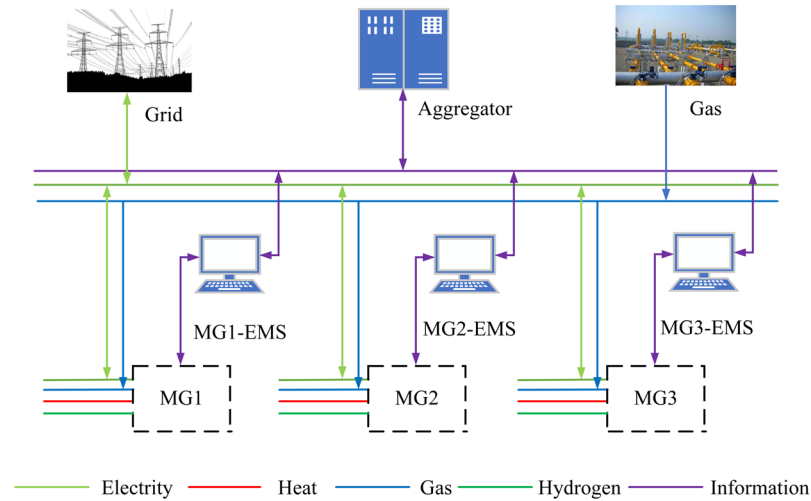 Grid
Aggregator
Gas
MG1-EMS
MG2-EMS
MG3-EMS
MG1
MG2
MG3
Electrity
Heat
Gas
Hydrogen
Information